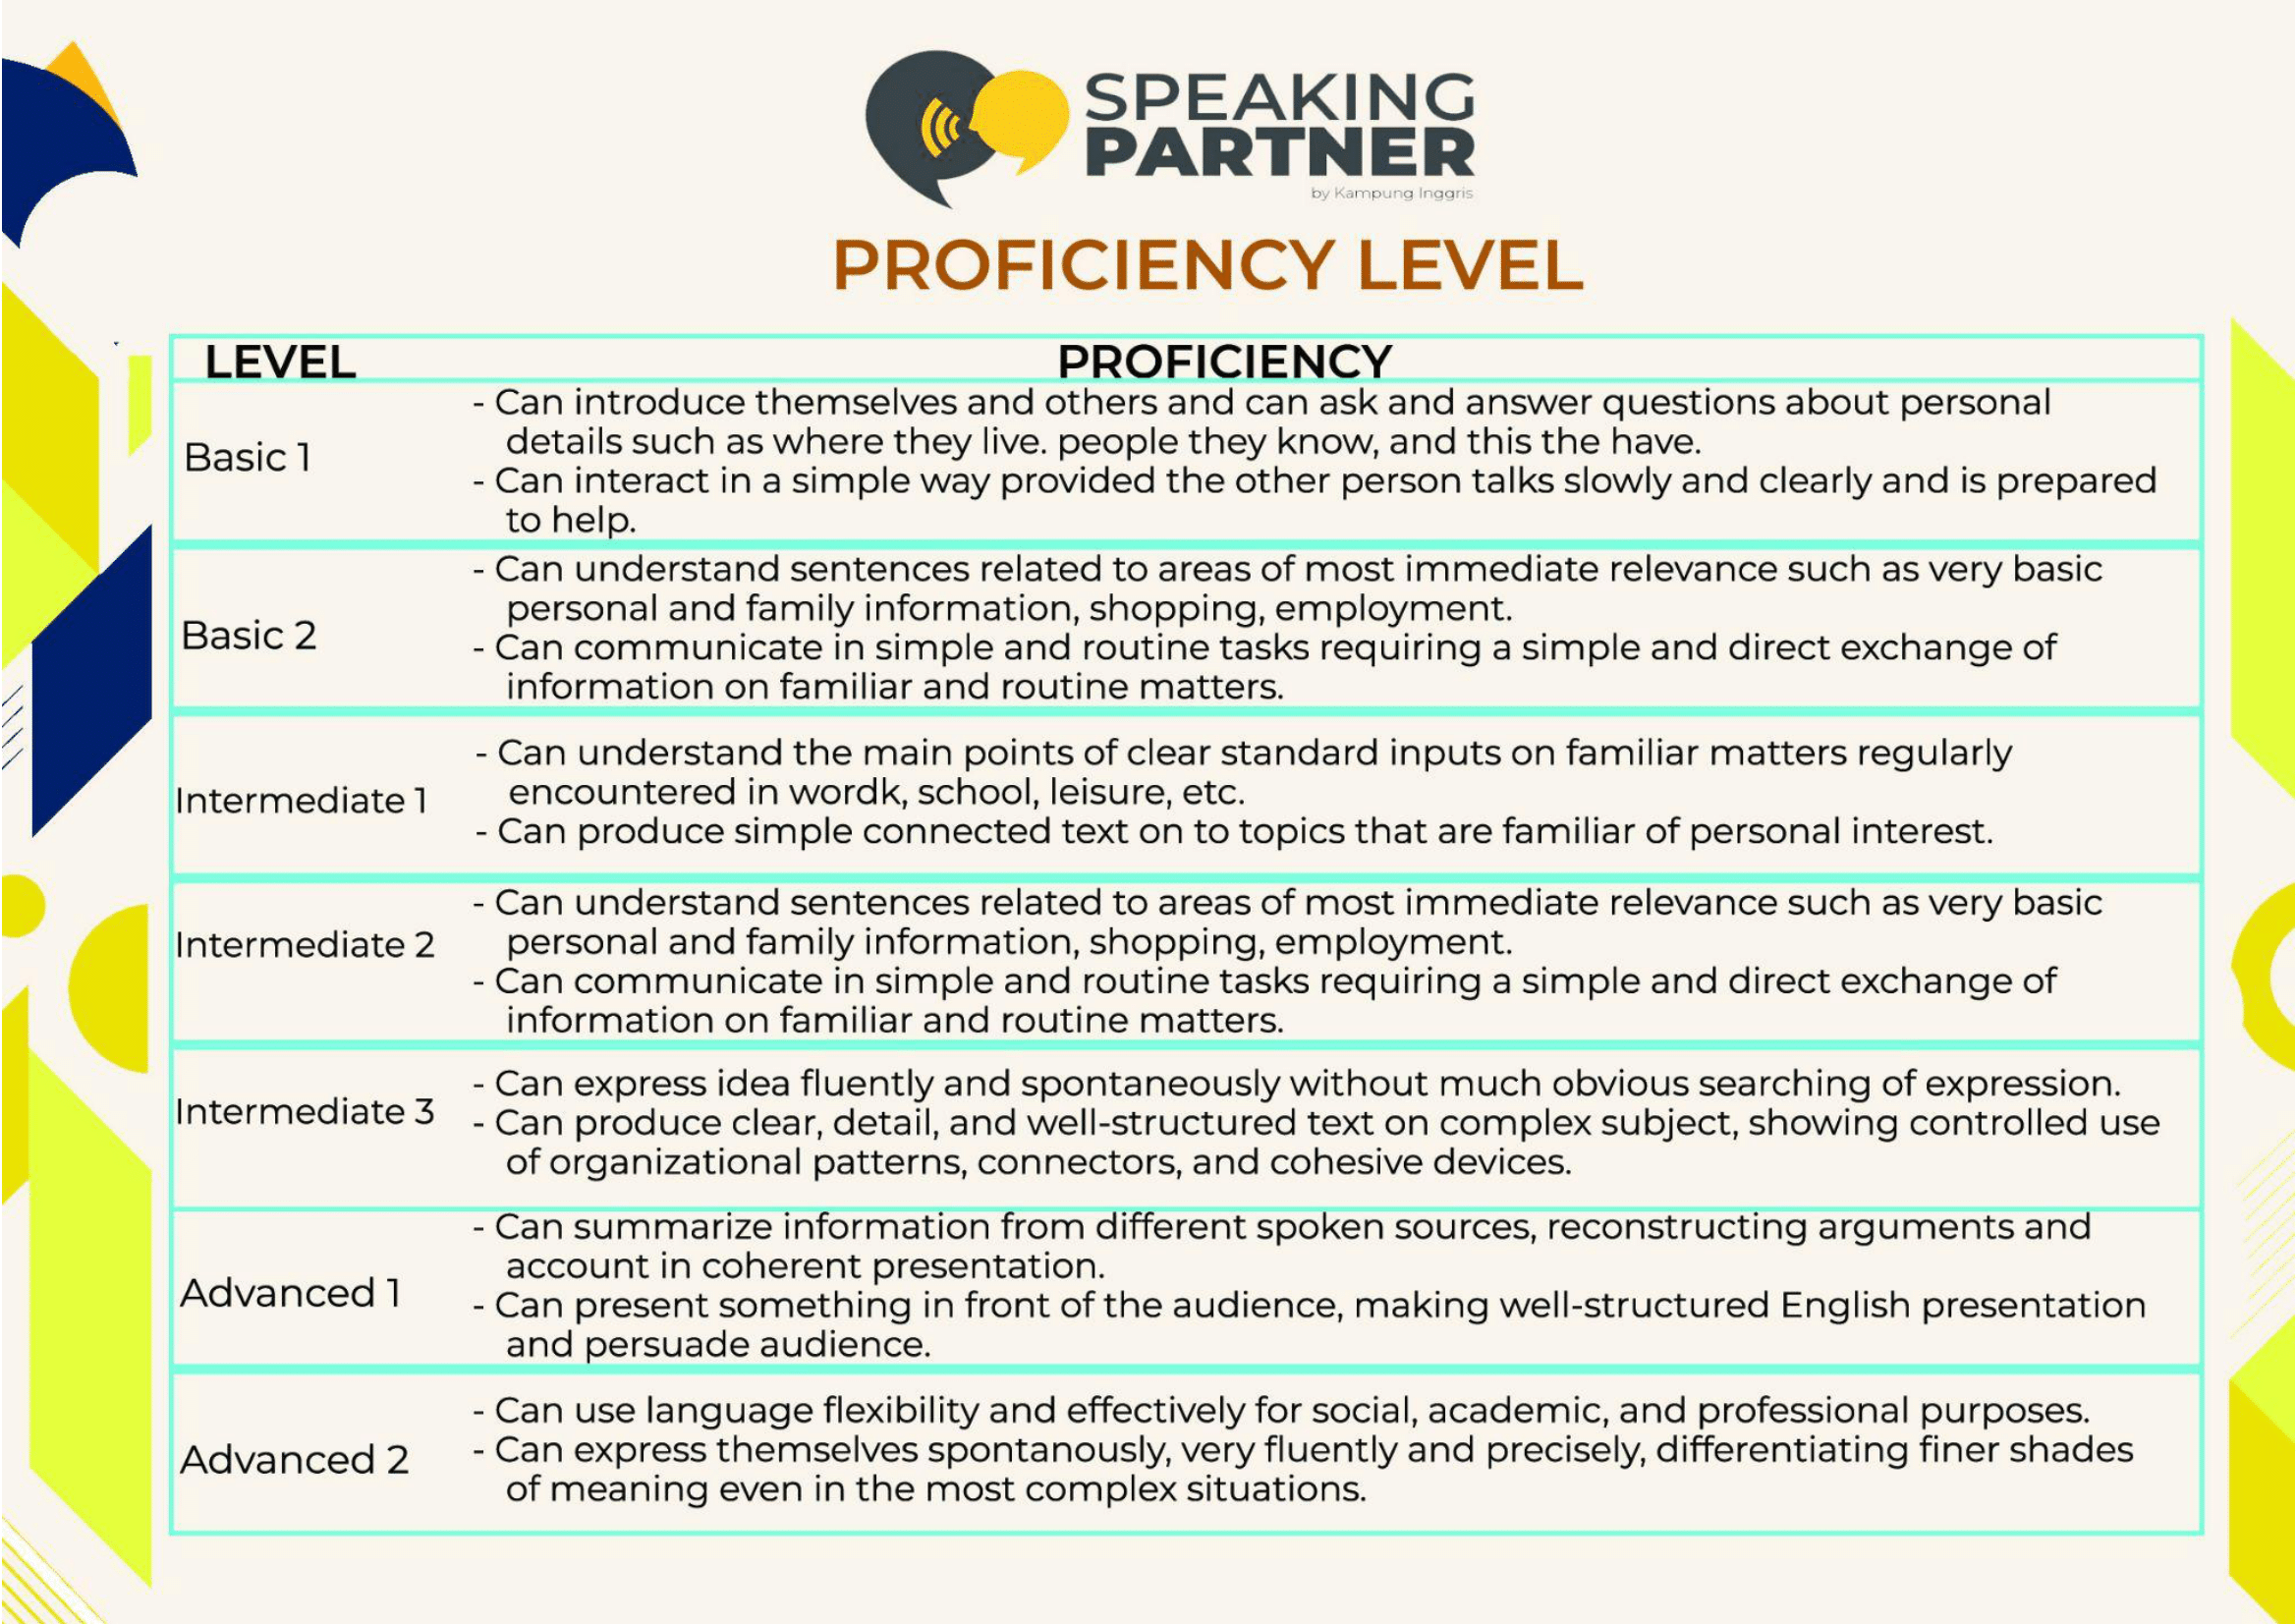 SPEAKING
PARTNER
by Kampung Inggris
PROFICIENCY LEVEL
LEVEL
PROFICIENCY
Basic 1
- Can introduce themselves and others and can ask and answer questions about personal
details such as where they live. people they know, and this the have.
- Can interact in a simple way provided the other person talks slowly and clearly and is prepared
to help.
Basic 2
- Can understand sentences related to areas of most immediate relevance such as very basic
personal and family information, shopping, employment.
- Can communicate in simple and routine tasks requiring a simple and direct exchange of
information on familiar and routine matters.
Intermediate 1
- Can understand the main points of clear standard inputs on familiar matters regularly
encountered in wordk, school, leisure, etc.
- Can produce simple connected text on to topics that are familiar of personal interest.
Intermediate 2
- Can understand sentences related to areas of most immediate relevance such as very basic
personal and family information, shopping, employment.
- Can communicate in simple and routine tasks requiring a simple and direct exchange of
information on familiar and routine matters.
Intermediate 3
- Can express idea fluently and spontaneously without much obvious searching of expression.
- Can produce clear, detail, and well-structured text on complex subject, showing controlled use
of organizational patterns, connectors, and cohesive devices.
Advanced 1
- Can summarize information from different spoken sources, reconstructing arguments and
account in coherent presentation.
- Can present something in front of the audience, making well-structured English presentation
and persuade audience.
Advanced 2
- Can use language flexibility and effectively for social, academic, and professional purposes.
- Can express themselves spontanously, very fluently and precisely, differentiating finer shades
of meaning even in the most complex situations.